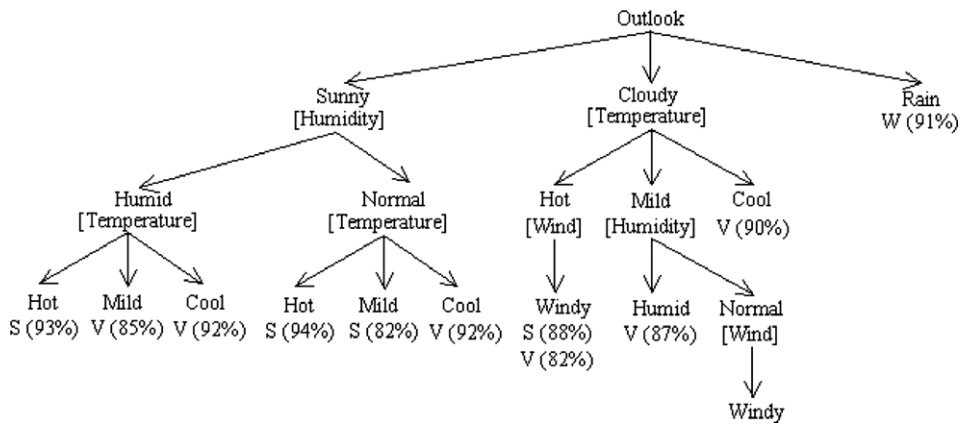 Outlook
Sunny Cloudy Rain
[Humidity] [Temperature] W (91%)
Humid Normal Hot Mild Cool
[Temperature] [Temperature] [Wind] [Humidity] V (90%)
Hot Mild Cool Hot Mild Cool Windy Humid Normal
S (93%) V (85%) V (92%) S (94%) S (82%) V (92%) S (88%) V (87%) [Wind]
V (82%)
Windy